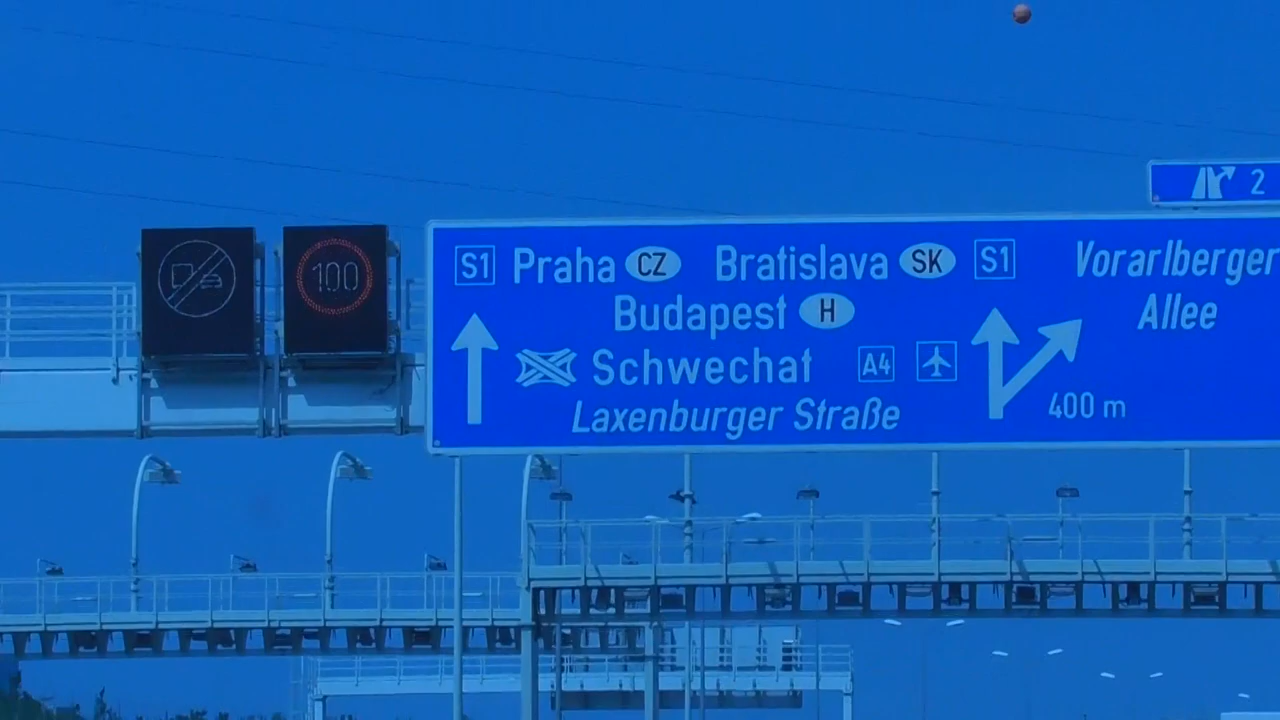 2
100
S1 Praha CZ Bratislava SK S1 Vorarlberger
Budapest H Allee
Schwechat A4
400 m
Laxenburger Straße